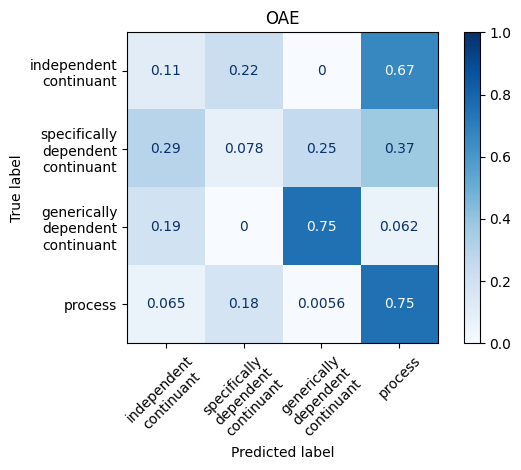 OAE
True label
independent
continuant
0.11 0.22 0 0.67
specifically
dependent
continuant
0.29 0.078 0.25 0.37
generically
dependent
continuant
0.19 0 0.75 0.062
process
0.065 0.18 0.0056 0.75
independent
continuant
specifically
dependent
continuant
generically
dependent
continuant
process
Predicted label
1.0
0.8
0.6
0.4
0.2
0.0